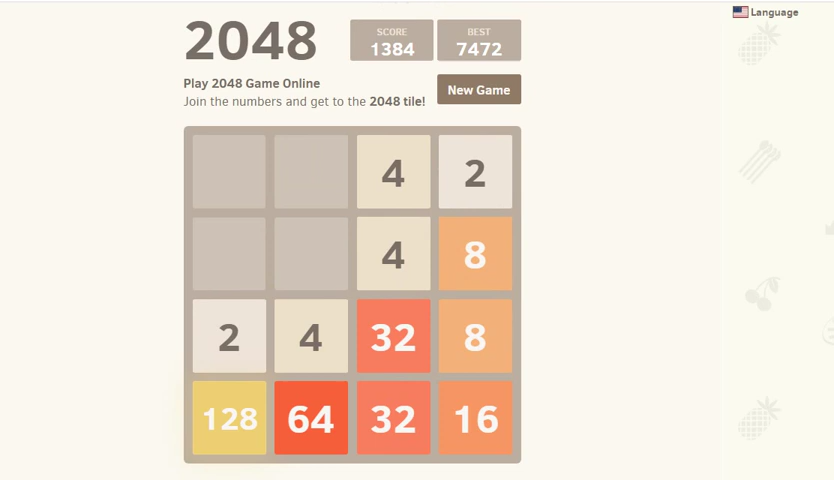 Language
2048
SCORE
1384
BEST
7472
Play 2048 Game Online
Join the numbers and get to the 2048 tile!
New Game
4 2
4 8
2 4 32 8
128 64 32 16